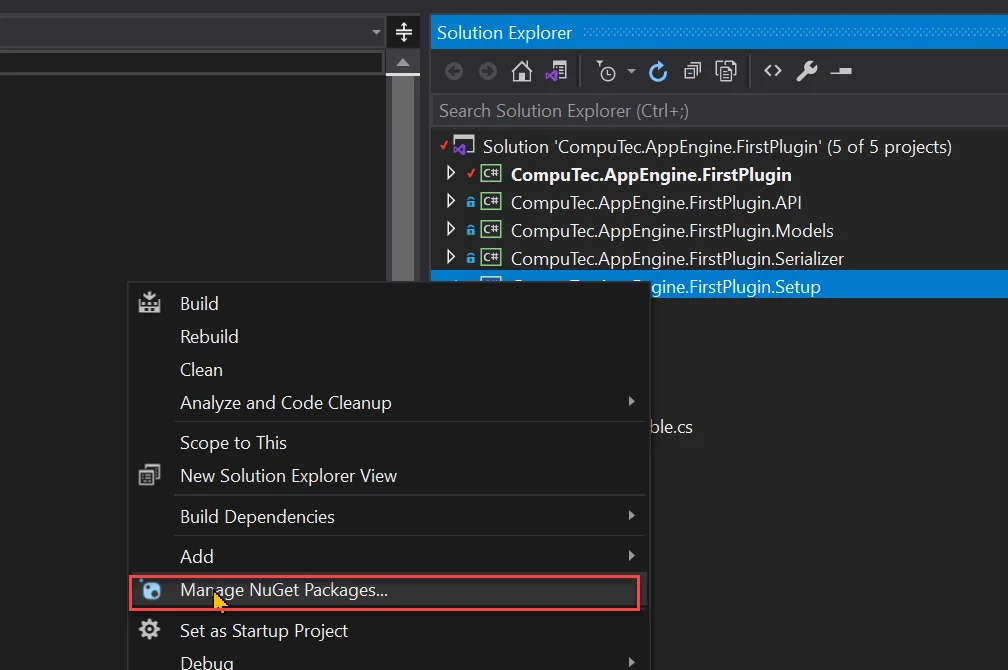 Solution Explorer
Search Solution Explorer (Ctrl+;)
Solution 'CompuTec.AppEngine.FirstPlugin' (5 of 5 projects)
C# CompuTec.AppEngine.FirstPlugin
C# CompuTec.AppEngine.FirstPlugin.API
C# CompuTec.AppEngine.FirstPlugin.Models
C# CompuTec.AppEngine.FirstPlugin.Serializer
gine.FirstPlugin.Setup
ble.cs
Build
Rebuild
Clean
Analyze and Code Cleanup
Scope to This
New Solution Explorer View
Build Dependencies
Add
Manage NuGet Packages...
Set as Startup Project
Debug